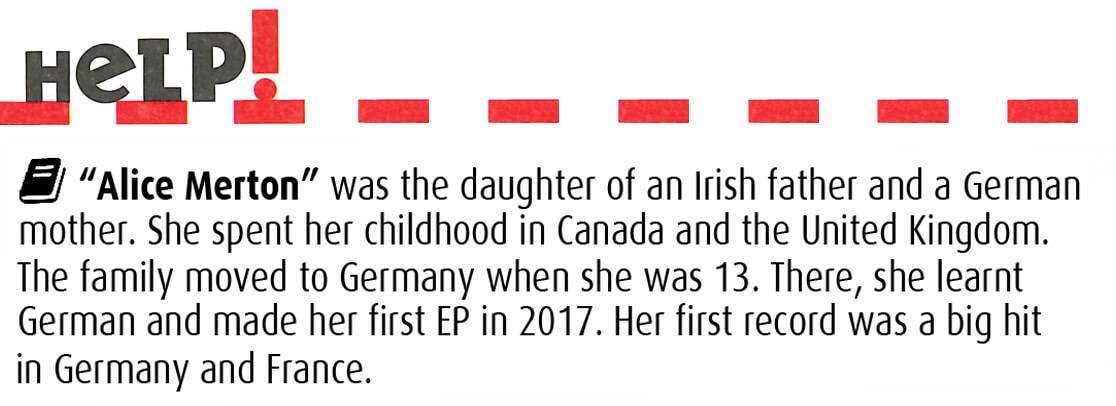 HeLP!
“Alice Merton” was the daughter of an Irish father and a German
mother. She spent her childhood in Canada and the United Kingdom.
The family moved to Germany when she was 13. There, she learnt
German and made her first EP in 2017. Her first record was a big hit
in Germany and France.